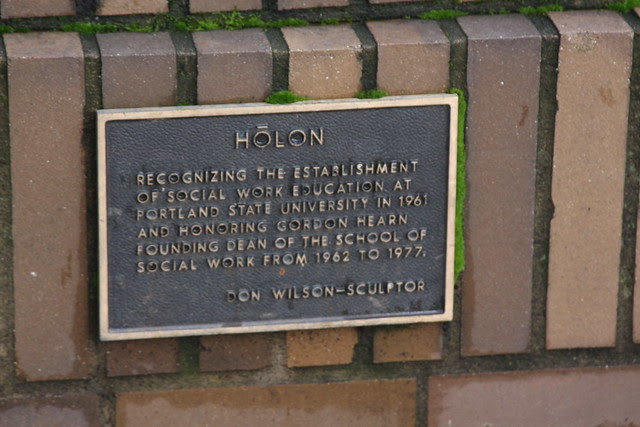 HŌLON
RECOGNIZING THE ESTABLISHMENT
OF SOCIAL WORK EDUCATION AT
PORTLAND STATE UNIVERSITY IN 1961
AND HONORING GORDON HEARN
FOUNDING DEAN OF THE SCHOOL OF
SOCIAL WORK FROM 1962 TO 1977.
DON WILSON-SCULPTOR